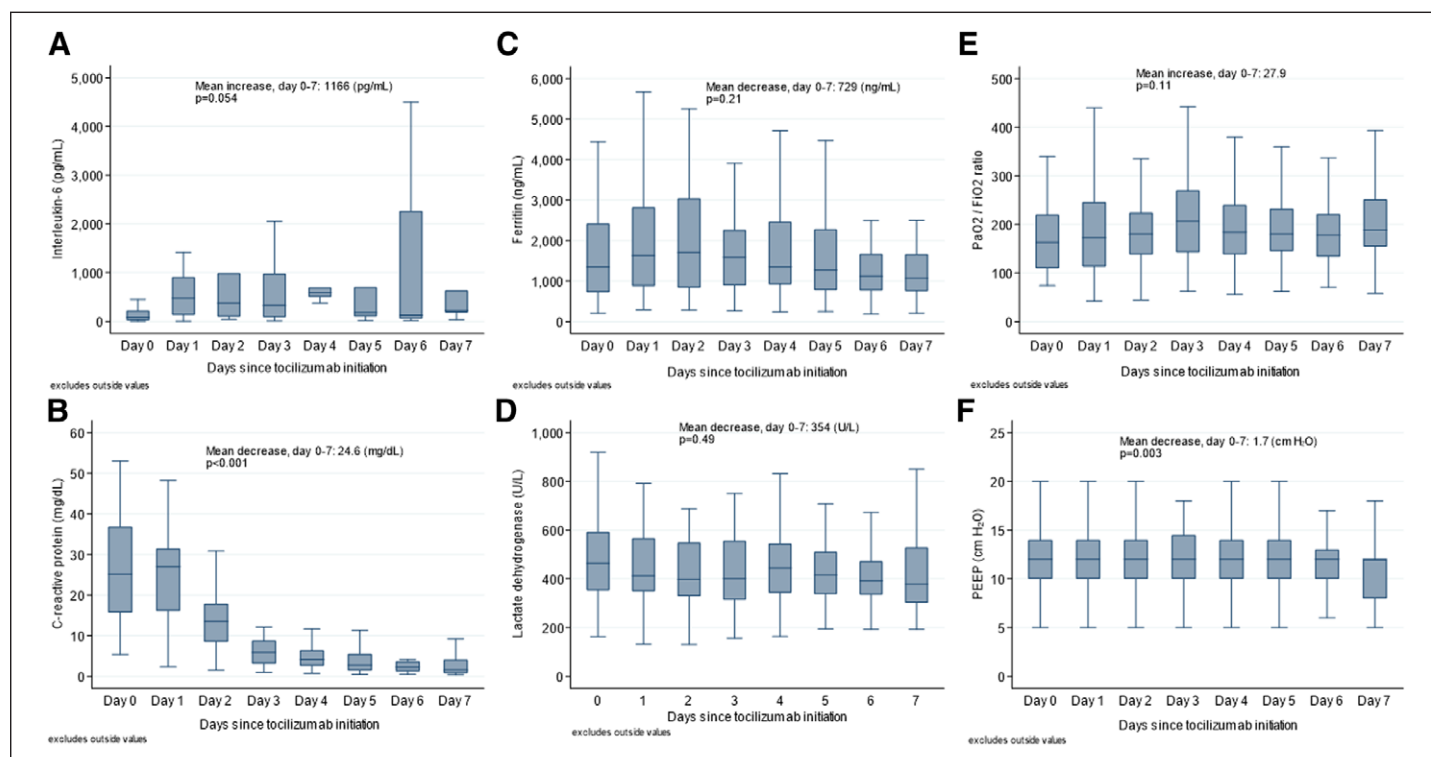 A
Mean increase, day 0-7: 1166 (pg/mL)
p=0.054
Interleukin-6 (pg/mL)
5,000
4,000
3,000
2,000
1,000
0
Day 0 Day 1 Day 2 Day 3 Day 4 Day 5 Day 6 Day 7
Days since tocilizumab initiation
excludes outside values
B
Mean decrease, day 0-7: 24.6 (mg/dL)
p<0.001
C-reactive protein (mg/dL)
60
50
40
30
20
10
0
Day 0 Day 1 Day 2 Day 3 Day 4 Day 5 Day 6 Day 7
Days since tocilizumab initiation
excludes outside values
C
Mean decrease, day 0-7: 729 (ng/mL)
p=0.21
Ferritin (ng/mL)
6,000
5,000
4,000
3,000
2,000
1,000
0
Day 0 Day 1 Day 2 Day 3 Day 4 Day 5 Day 6 Day 7
Days since tocilizumab initiation
excludes outside values
D
Mean decrease, day 0-7: 354 (U/L)
p=0.49
Lactate dehydrogenase (U/L)
1,000
800
600
400
200
0
0 1 2 3 4 5 6 7
Days since tocilizumab initiation
excludes outside values
E
Mean increase, day 0-7: 27.9
p=0.11
PaO2 / FiO2 ratio
500
400
300
200
100
0
Day 0 Day 1 Day 2 Day 3 Day 4 Day 5 Day 6 Day 7
Days since tocilizumab initiation
excludes outside values
F
Mean decrease, day 0-7: 1.7 (cm H₂O)
p=0.003
PEEP (cm H₂O)
25
20
15
10
5
0
Day 0 Day 1 Day 2 Day 3 Day 4 Day 5 Day 6 Day 7
Days since tocilizumab initiation
excludes outside values